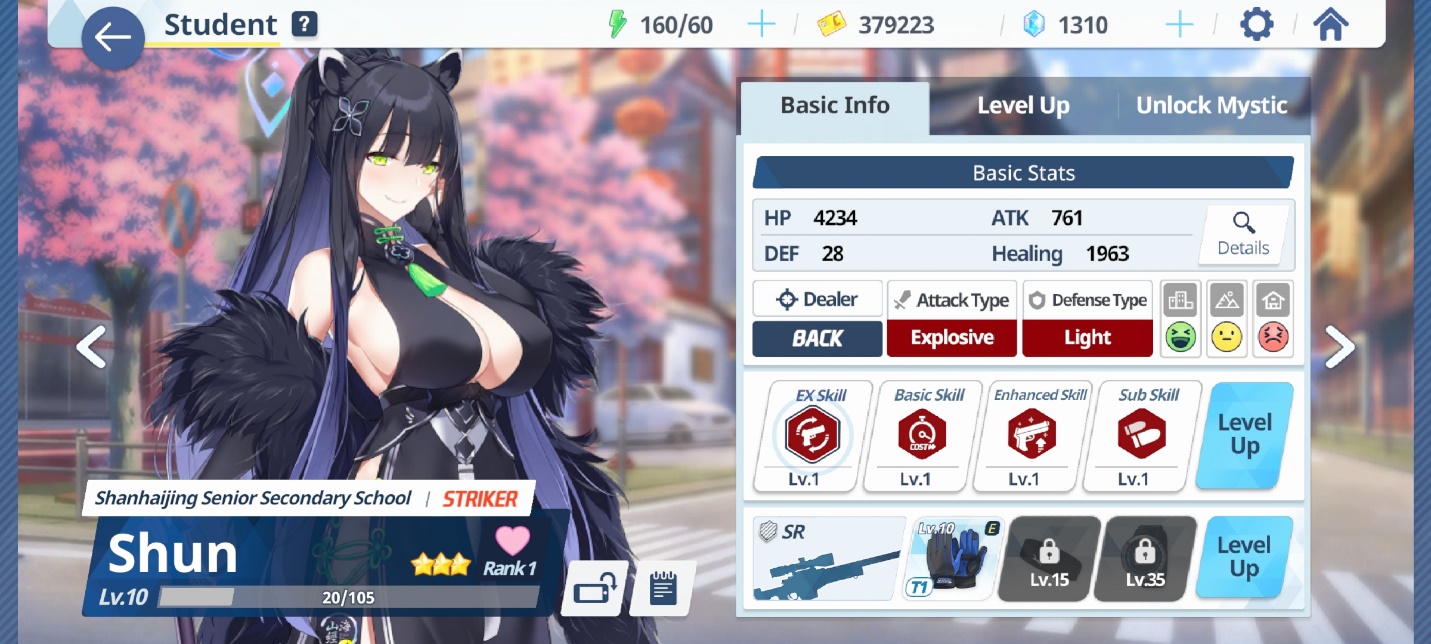 Student ?
160/60
379223
1310
Basic Info
Level Up
Unlock Mystic
Basic Stats
HP 4234 ATK 761
DEF 28 Healing 1963
Details
Dealer
BACK
Attack Type
Explosive
Defense Type
Light
EX Skill
Lv.1
Basic Skill
COST
Lv.1
Enhanced Skill
Lv.1
Sub Skill
Lv.1
Level
Up
SR
Lv.10 E
T1
Lv.15
Lv.35
Level
Up
Shanhaijing Senior Secondary School | STRIKER
Shun
Rank 1
Lv.10 20/105
山海